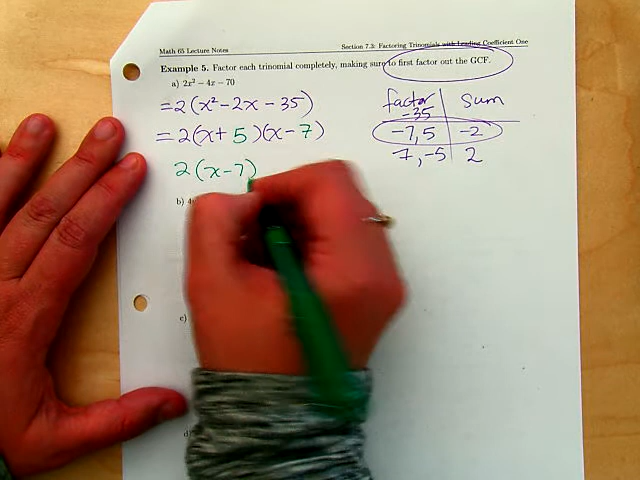 Math 65 Lecture Notes Section 7.3: Factoring Trinomials with Leading Coefficient One
Example 5. Factor each trinomial completely, making sure to first factor out the GCF.
a) 2x² − 4x − 70
=2(x²−2x−35)
=2(x+5)(x−7)
2(x−7)
factor -35 | sum
−7,5 | −2
7,−5 | 2
b) 4
c)
d